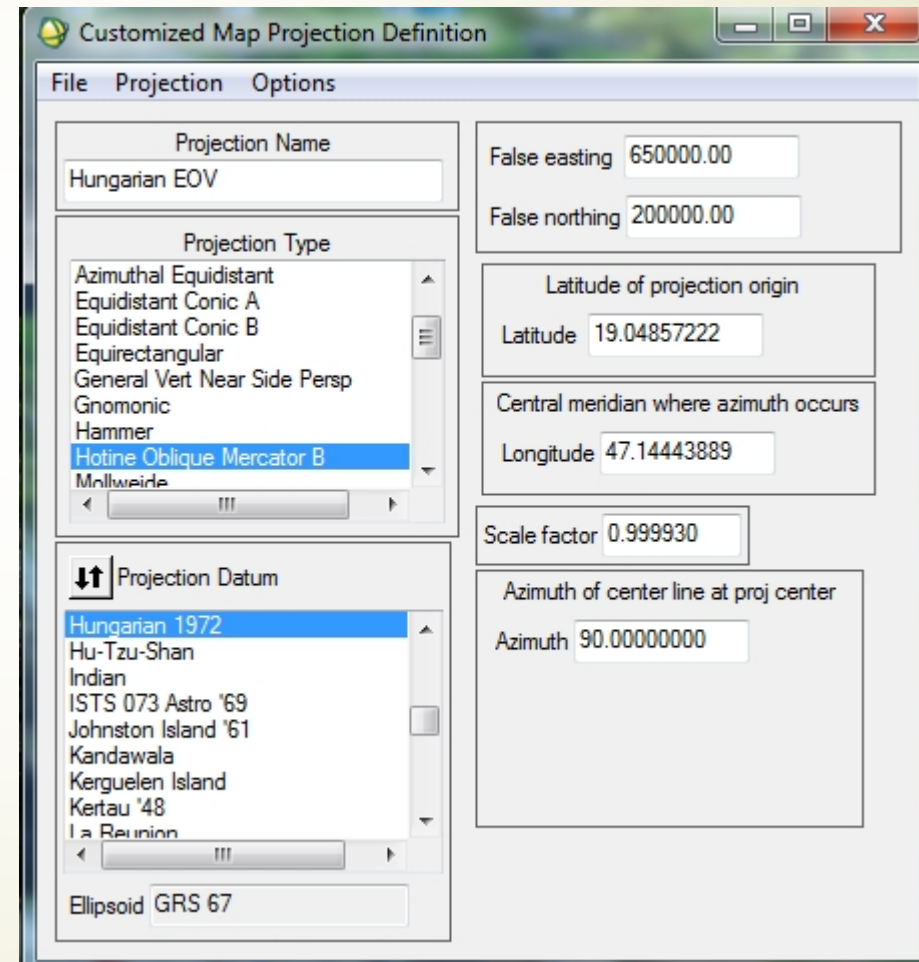 Customized Map Projection Definition
File Projection Options
Projection Name
Hungarian EOV
Projection Type
Azimuthal Equidistant
Equidistant Conic A
Equidistant Conic B
Equirectangular
General Vert Near Side Persp
Gnomonic
Hammer
Hotine Oblique Mercator B
Mollweide
Projection Datum
Hungarian 1972
Hu-Tzu-Shan
Indian
ISTS 073 Astro '69
Johnston Island '61
Kandawala
Kerguelen Island
Kertau '48
La Reunion
Ellipsoid GRS 67
False easting 650000.00
False northing 200000.00
Latitude of projection origin
Latitude 19.04857222
Central meridian where azimuth occurs
Longitude 47.14443889
Scale factor 0.999930
Azimuth of center line at proj center
Azimuth 90.00000000